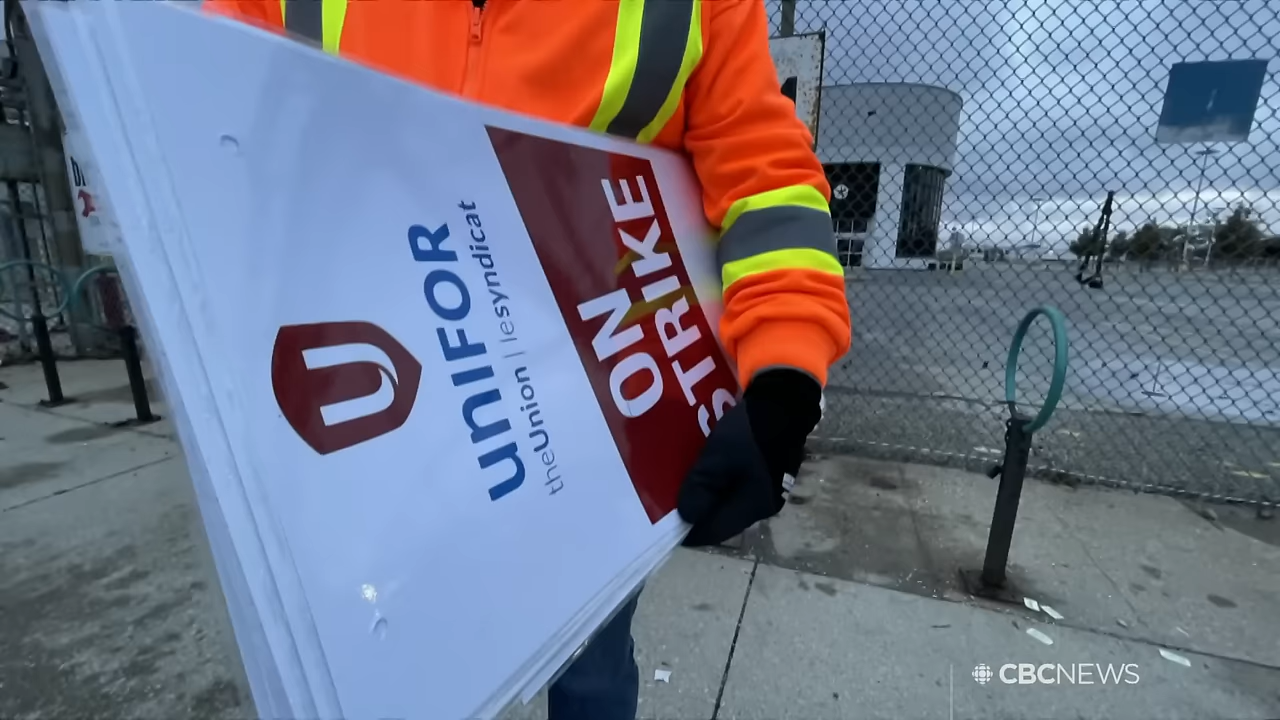 U
uniFOR
theUnion | lesyndicat
ON
STRIKE
CBCNEWS